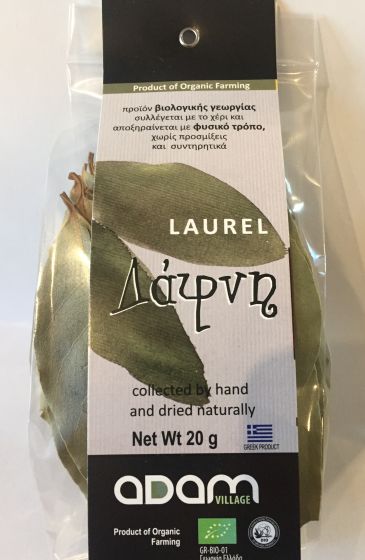 Product of Organic Farming
προϊόν βιολογικής γεωργίας
συλλέγεται με το χέρι και
αποξηραίνεται με φυσικό τρόπο,
χωρίς προσμίξεις
και συντηρητικά
LAUREL
Δάφνη
collected by hand
and dried naturally
Net Wt 20 g
GREEK PRODUCT
ADAM
VILLAGE
Product of Organic
Farming
GR-BIO-01
Γεωργία Ελλάδα